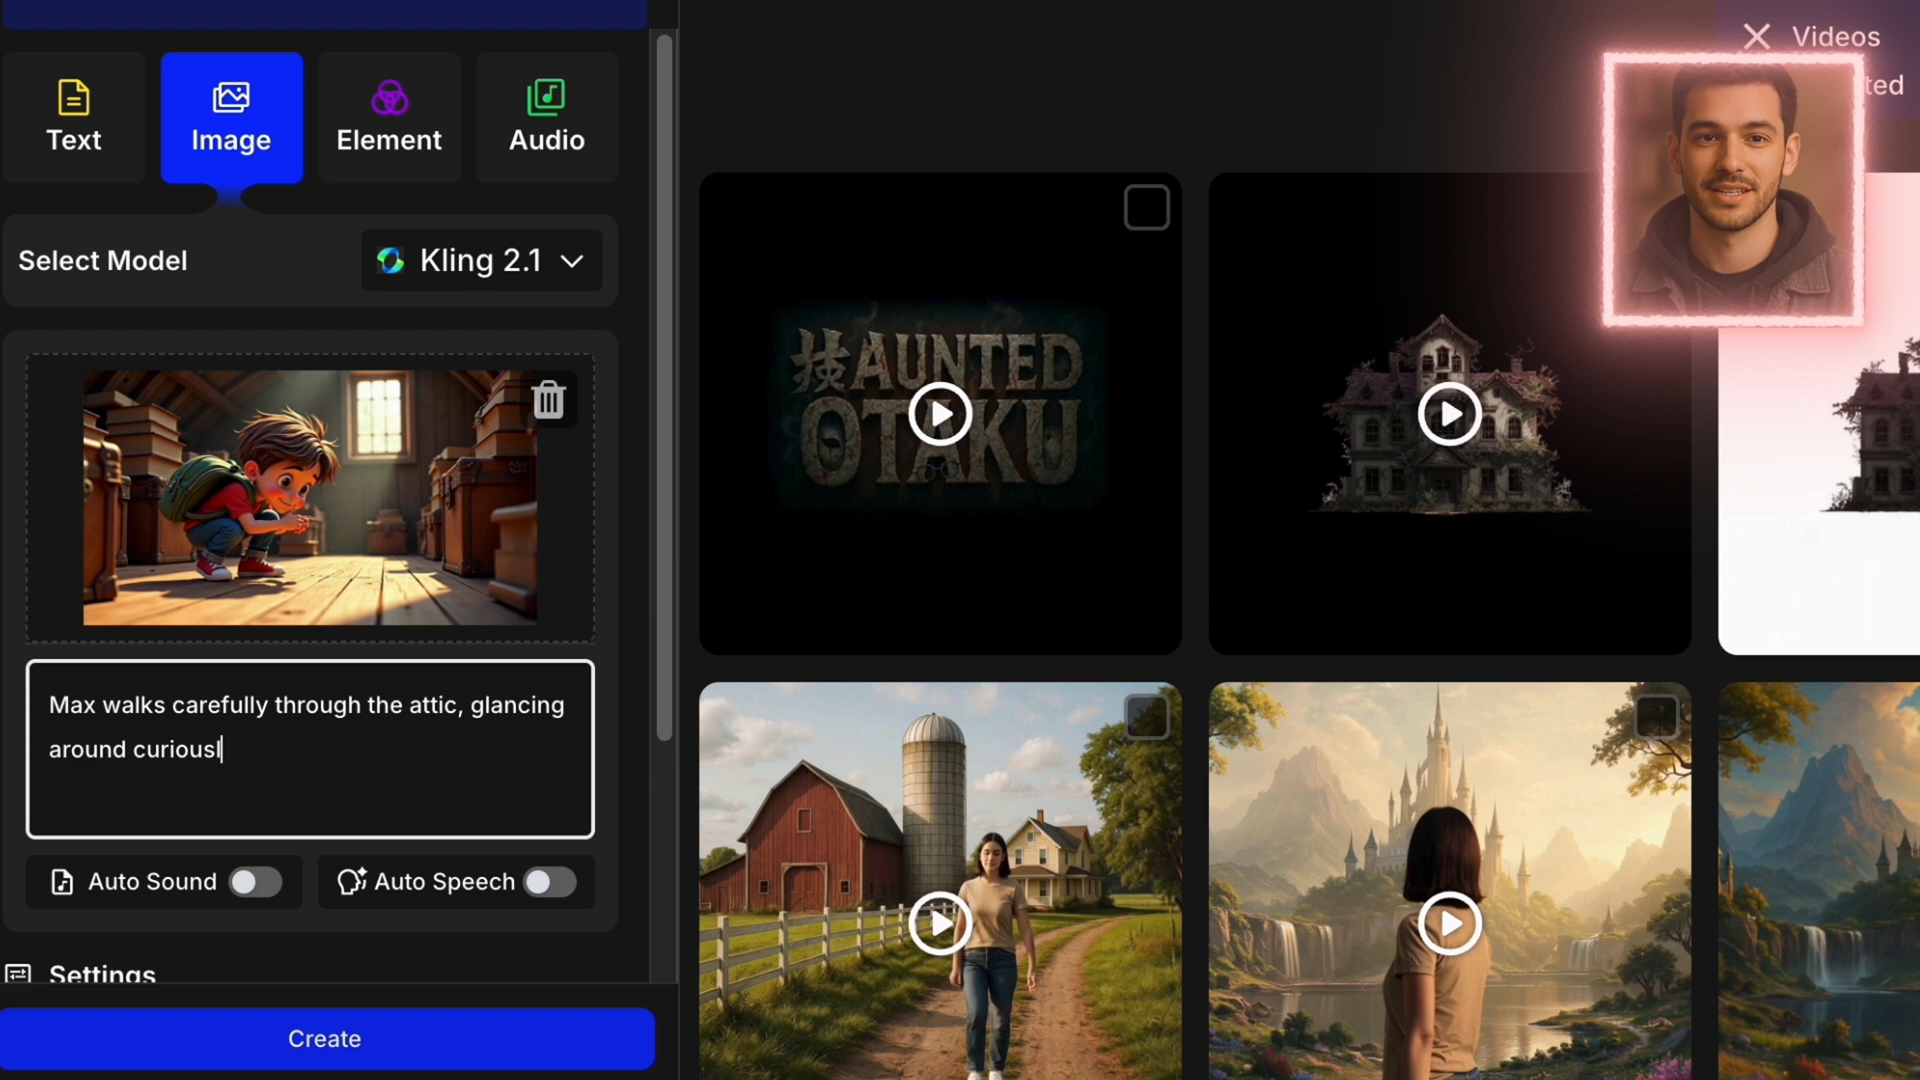 Text
Image
Element
Audio
Select Model
Kling 2.1
Max walks carefully through the attic, glancing
around curiousl
Auto Sound
Auto Speech
Settings
Create
Videos
ted
AUNTED
OTAKU